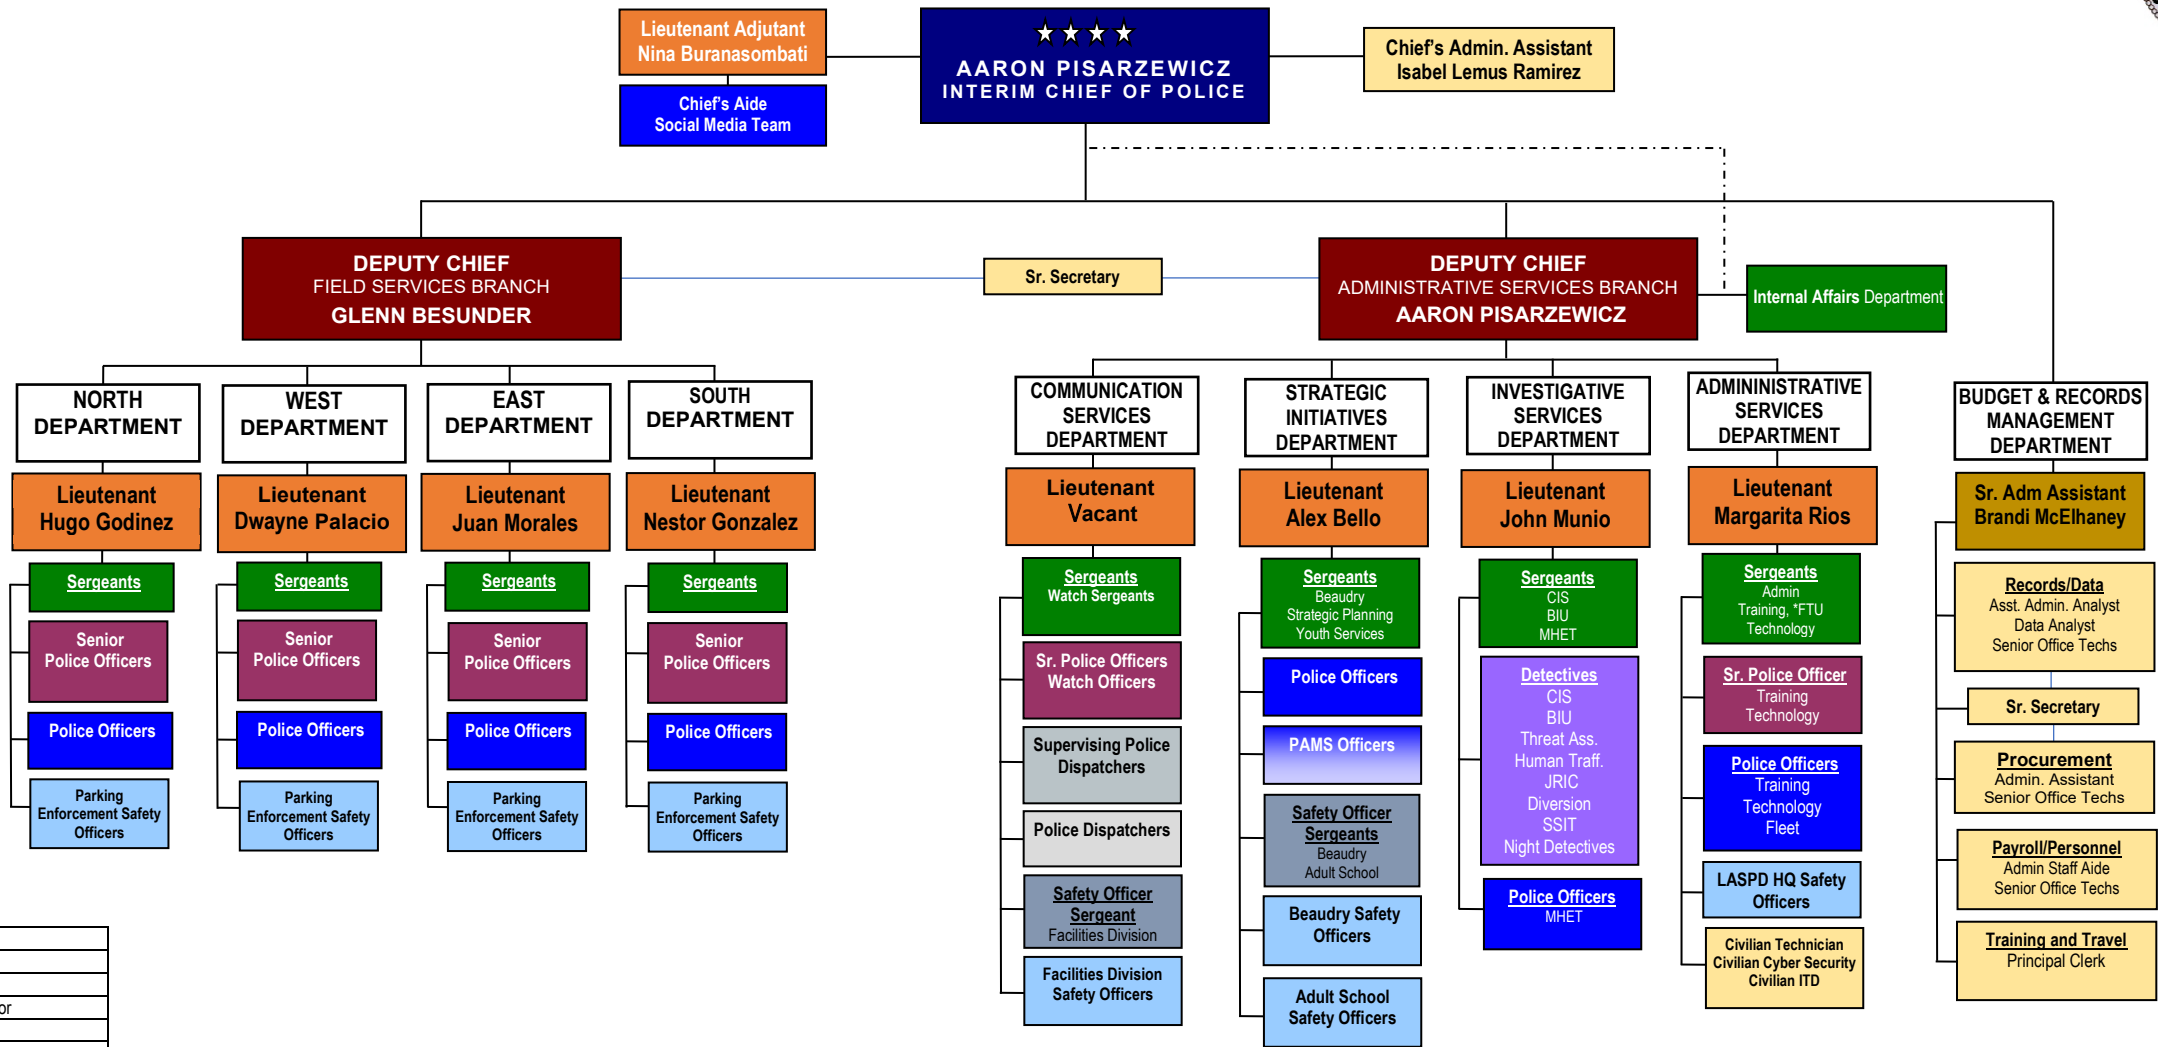 Lieutenant Adjutant
Nina Buranasombati
Chief's Aide
Social Media Team
AARON PISARZEWICZ
INTERIM CHIEF OF POLICE
Chief's Admin. Assistant
Isabel Lemus Ramirez
DEPUTY CHIEF
FIELD SERVICES BRANCH
GLENN BESUNDER
Sr. Secretary
DEPUTY CHIEF
ADMINISTRATIVE SERVICES BRANCH
AARON PISARZEWICZ
Internal Affairs Department
NORTH
DEPARTMENT
Lieutenant
Hugo Godinez
Sergeants
Senior
Police Officers
Police Officers
Parking
Enforcement Safety
Officers
WEST
DEPARTMENT
Lieutenant
Dwayne Palacio
Sergeants
Senior
Police Officers
Police Officers
Parking
Enforcement Safety
Officers
EAST
DEPARTMENT
Lieutenant
Juan Morales
Sergeants
Senior
Police Officers
Police Officers
Parking
Enforcement Safety
Officers
SOUTH
DEPARTMENT
Lieutenant
Nestor Gonzalez
Sergeants
Senior
Police Officers
Police Officers
Parking
Enforcement Safety
Officers
COMMUNICATION
SERVICES
DEPARTMENT
Lieutenant
Vacant
Sergeants
Watch Sergeants
Sr. Police Officers
Watch Officers
Supervising Police
Dispatchers
Police Dispatchers
Safety Officer
Sergeant
Facilities Division
Facilities Division
Safety Officers
STRATEGIC
INITIATIVES
DEPARTMENT
Lieutenant
Alex Bello
Sergeants
Beaudry
Strategic Planning
Youth Services
Police Officers
PAMS Officers
Safety Officer
Sergeants
Beaudry
Adult School
Beaudry Safety
Officers
Adult School
Safety Officers
INVESTIGATIVE
SERVICES
DEPARTMENT
Lieutenant
John Munio
Sergeants
CIS
BIU
MHET
Detectives
CIS
BIU
Threat Ass.
Human Traff.
JRIC
Diversion
SSIT
Night Detectives
Police Officers
MHET
ADMININISTRATIVE
SERVICES
DEPARTMENT
Lieutenant
Margarita Rios
Sergeants
Admin
Training, *FTU
Technology
Sr. Police Officer
Training
Technology
Police Officers
Training
Technology
Fleet
LASPD HQ Safety
Officers
Civilian Technician
Civilian Cyber Security
Civilian ITD
BUDGET & RECORDS
MANAGEMENT
DEPARTMENT
Sr. Adm Assistant
Brandi McElhaney
Records/Data
Asst. Admin. Analyst
Data Analyst
Senior Office Techs
Sr. Secretary
Procurement
Admin. Assistant
Senior Office Techs
Payroll/Personnel
Admin Staff Aide
Senior Office Techs
Training and Travel
Principal Clerk
or